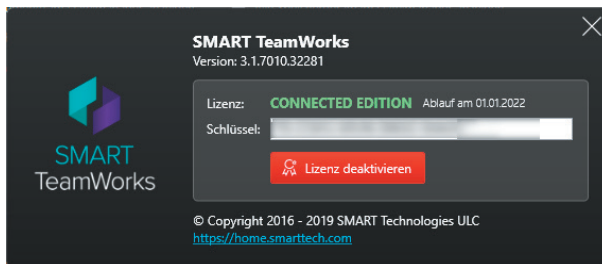 SMART TeamWorks
Version: 3.1.7010.32281
Lizenz: CONNECTED EDITION Ablauf am 01.01.2022
Schlüssel:
SMART
TeamWorks
Lizenz deaktivieren
© Copyright 2016 - 2019 SMART Technologies ULC
https://home.smarttech.com